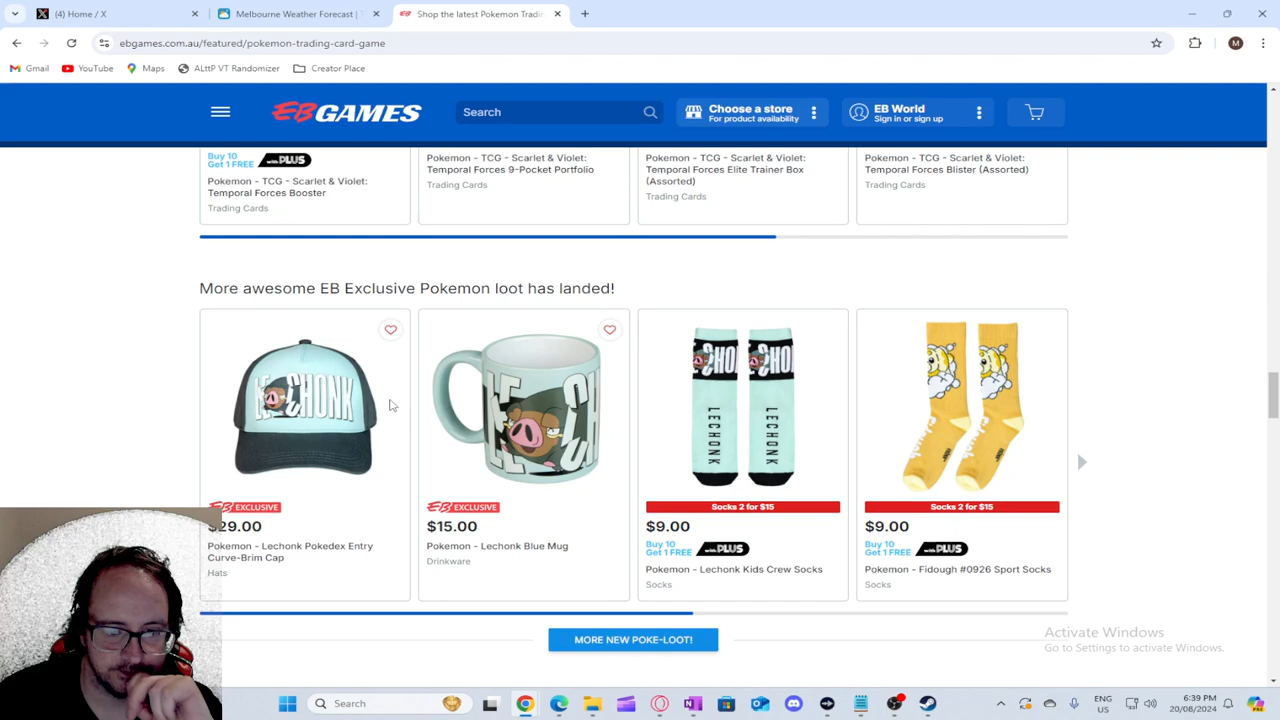 (4) Home / X
Melbourne Weather Forecast |
Shop the latest Pokemon Tradin
ebgames.com.au/featured/pokemon-trading-card-game
Gmail
YouTube
Maps
ALttP VT Randomizer
Creator Place
EB GAMES
Search
Choose a store
For product availability
EB World
Sign in or sign up
Buy 10
Get 1 FREE
with PLUS
Pokemon - TCG - Scarlet & Violet:
Temporal Forces Booster
Trading Cards
Pokemon - TCG - Scarlet & Violet:
Temporal Forces 9-Pocket Portfolio
Trading Cards
Pokemon - TCG - Scarlet & Violet:
Temporal Forces Elite Trainer Box
(Assorted)
Trading Cards
Pokemon - TCG - Scarlet & Violet:
Temporal Forces Blister (Assorted)
Trading Cards
More awesome EB Exclusive Pokemon loot has landed!
LECHONK
LE CH
CHO
CHO
LECHONK
LECHONK
EB EXCLUSIVE
$29.00
Pokemon - Lechonk Pokedex Entry
Curve-Brim Cap
Hats
EB EXCLUSIVE
$15.00
Pokemon - Lechonk Blue Mug
Drinkware
Socks 2 for $15
$9.00
Buy 10
Get 1 FREE
with PLUS
Pokemon - Lechonk Kids Crew Socks
Socks
Socks 2 for $15
$9.00
Buy 10
Get 1 FREE
with PLUS
Pokemon - Fidough #0926 Sport Socks
Socks
MORE NEW POKE-LOOT!
Activate Windows
Go to Settings to activate Windows.
Search
ENG
US
6:39 PM
20/08/2024